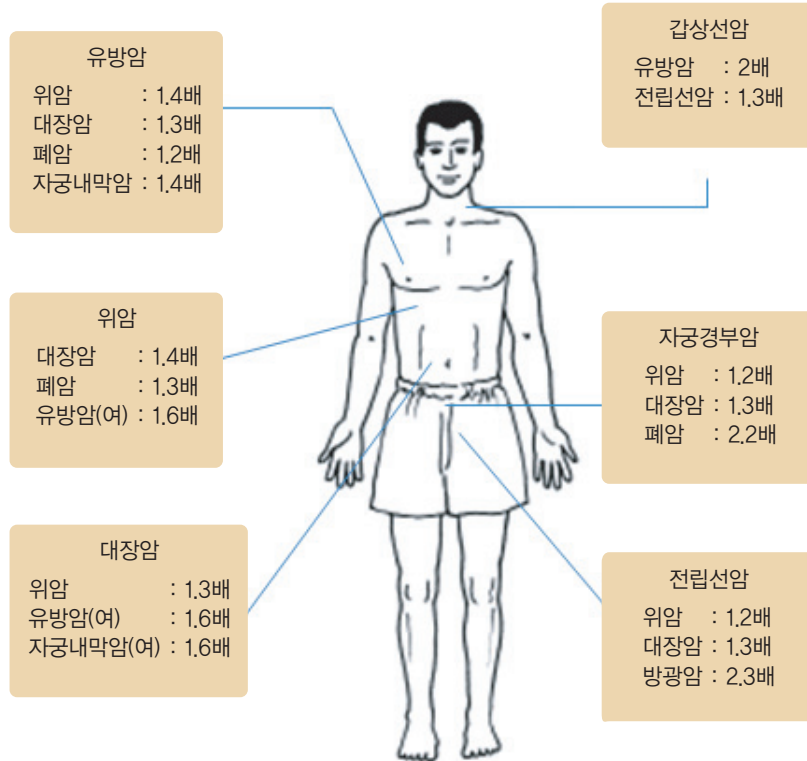 유방암
위암 : 1.4배
대장암 : 1.3배
폐암 : 1.2배
자궁내막암 : 1.4배
갑상선암
유방암 : 2배
전립선암 : 1.3배
위암
대장암 : 1.4배
폐암 : 1.3배
유방암(여) : 1.6배
자궁경부암
위암 : 1.2배
대장암 : 1.3배
폐암 : 2.2배
대장암
위암 : 1.3배
유방암(여) : 1.6배
자궁내막암(여) : 1.6배
전립선암
위암 : 1.2배
대장암 : 1.3배
방광암 : 2.3배